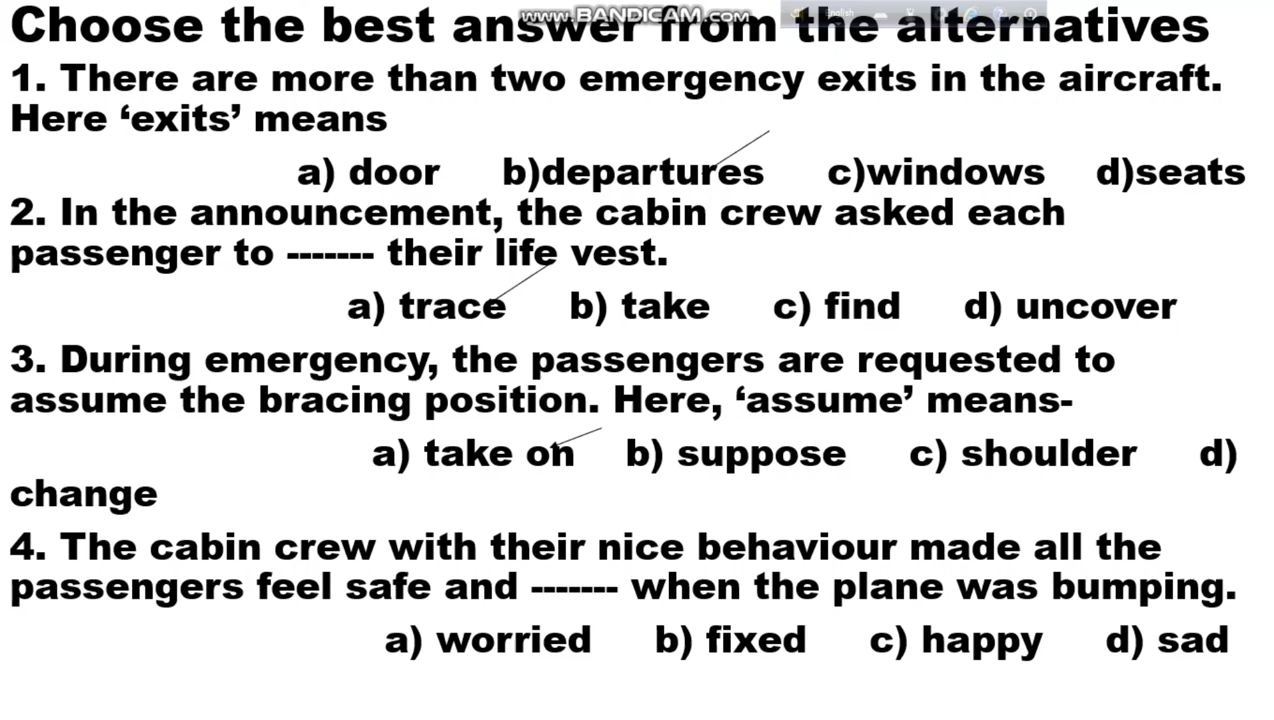 www.BANDICAM.com
English
Choose the best answer from the alternatives
1. There are more than two emergency exits in the aircraft.
Here ‘exits’ means
a) door b)departures c)windows d)seats
2. In the announcement, the cabin crew asked each
passenger to ------- their life vest.
a) trace b) take c) find d) uncover
3. During emergency, the passengers are requested to
assume the bracing position. Here, ‘assume’ means-
a) take on b) suppose c) shoulder d)
change
4. The cabin crew with their nice behaviour made all the
passengers feel safe and ------- when the plane was bumping.
a) worried b) fixed c) happy d) sad